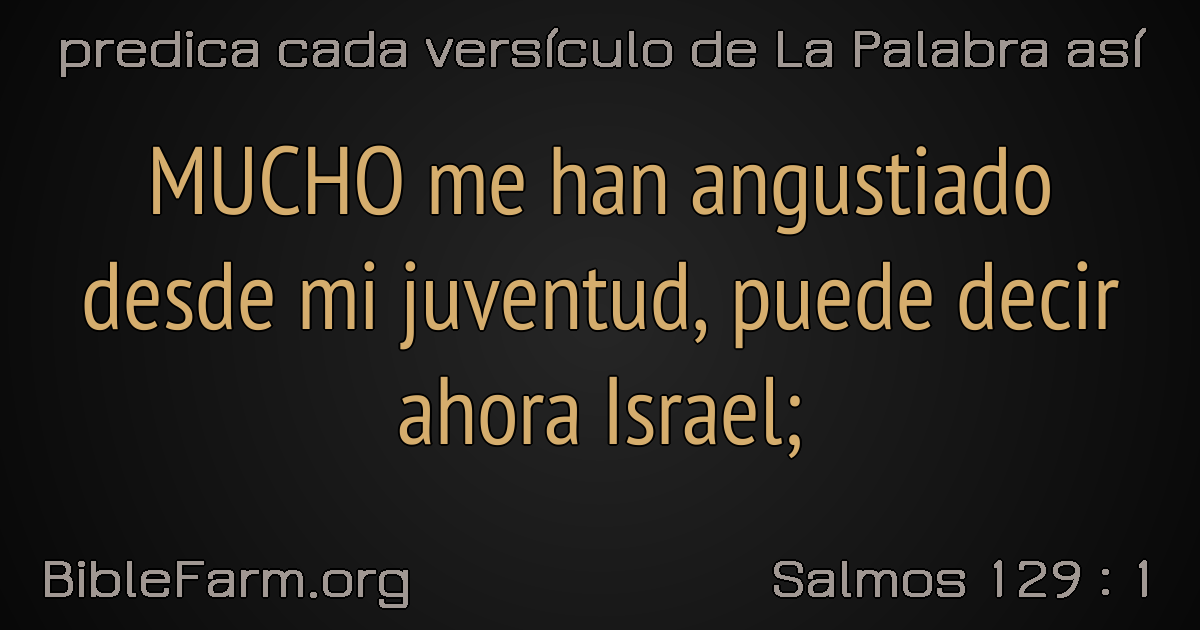 predica cada versículo de La Palabra así
MUCHO me han angustiado
desde mi juventud, puede decir
ahora Israel;
BibleFarm.org
Salmos 129 : 1